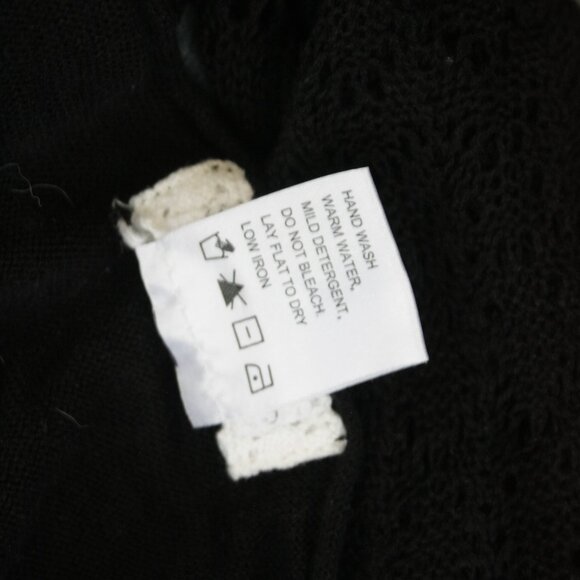 HAND WASH
WARM WATER,
MILD DETERGENT,
DO NOT BLEACH.
LAY FLAT TO DRY
LOW IRON